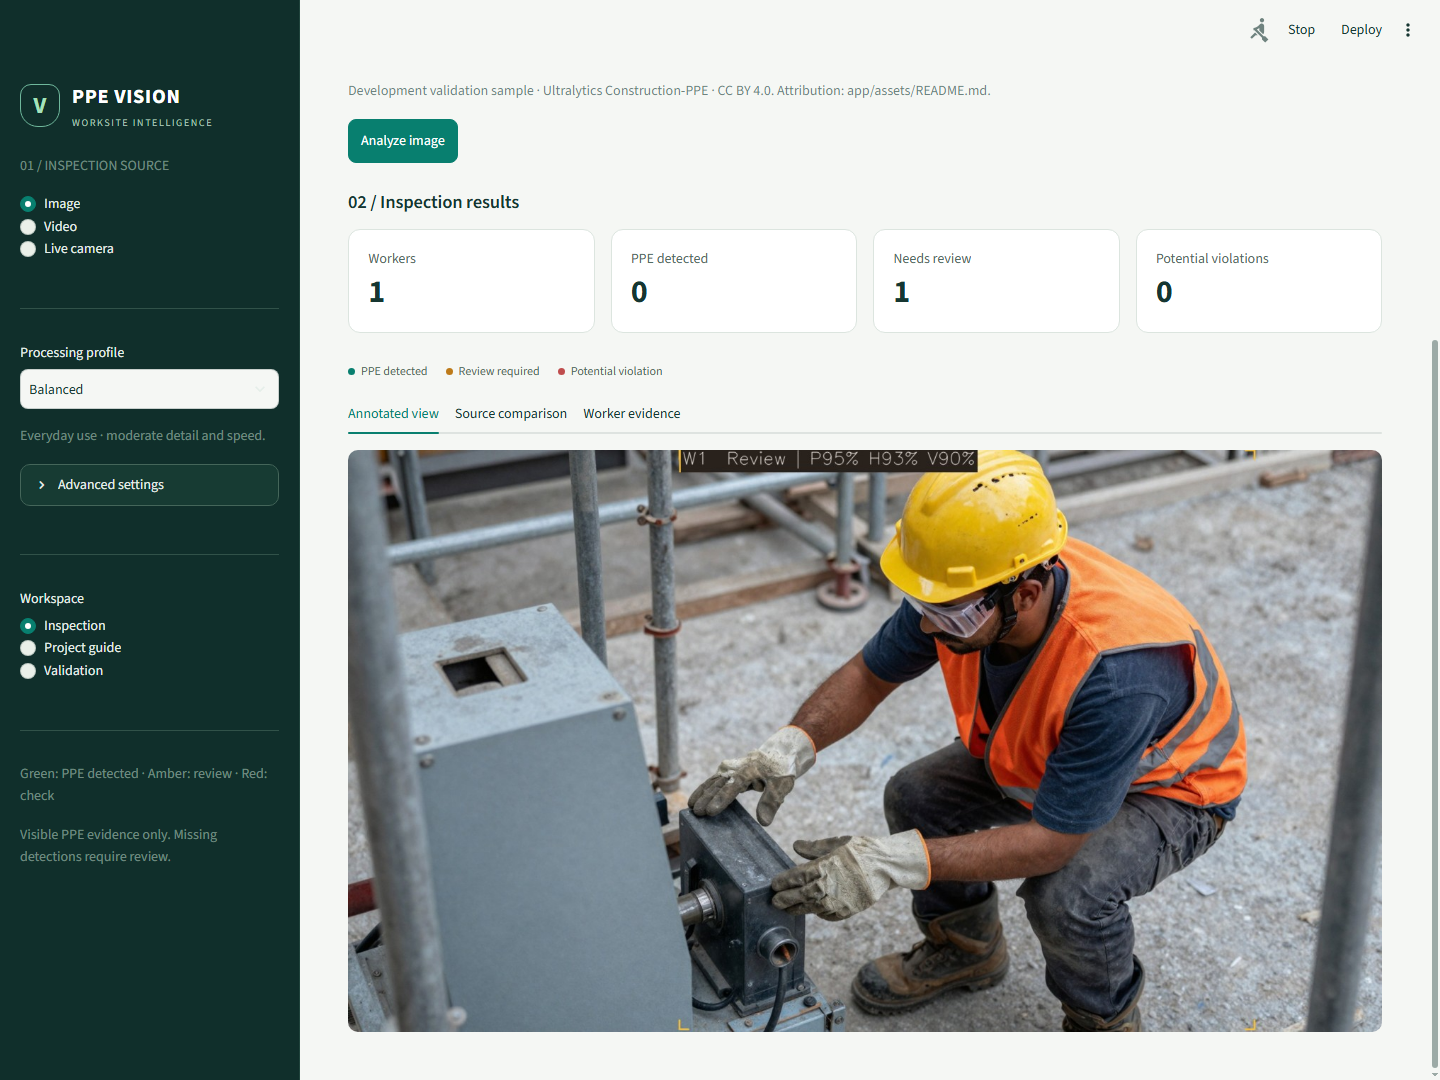 Stop
Deploy
V
PPE VISION
WORKSITE INTELLIGENCE
01 / INSPECTION SOURCE
Image
Video
Live camera
Processing profile
Balanced
Everyday use · moderate detail and speed.
Advanced settings
Workspace
Inspection
Project guide
Validation
Green: PPE detected · Amber: review · Red:
check
Visible PPE evidence only. Missing
detections require review.
Development validation sample · Ultralytics Construction-PPE · CC BY 4.0. Attribution: app/assets/README.md.
Analyze image
02 / Inspection results
Workers
1
PPE detected
0
Needs review
1
Potential violations
0
PPE detected
Review required
Potential violation
Annotated view
Source comparison
Worker evidence
W1 Review | P95% H93% V90%